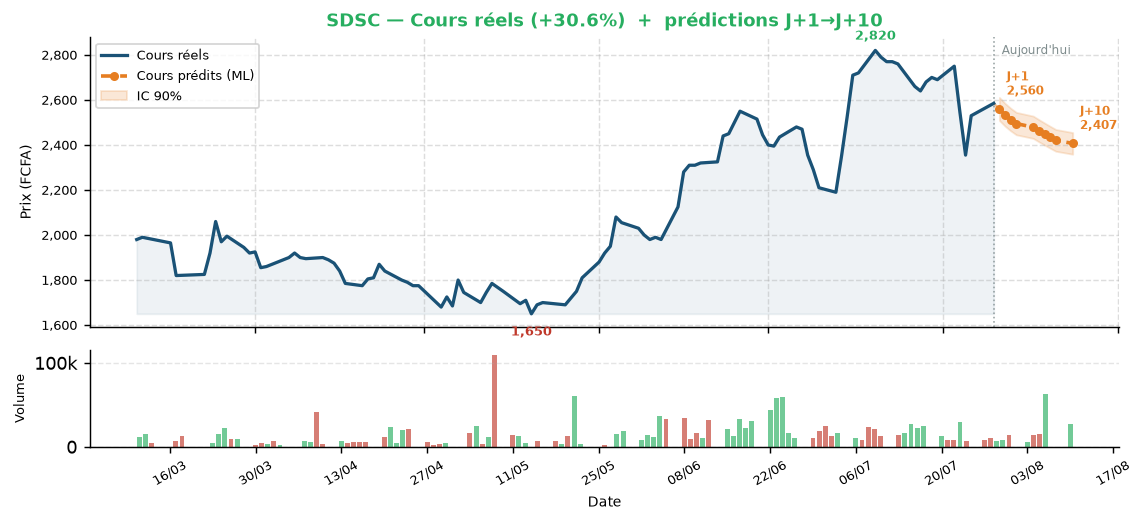 SDSC — Cours réels (+30.6%)  +  prédictions J+1→J+10
2,820
Aujourd'hui
Cours réels
Cours prédits (ML)
IC 90%
J+1
2,560
J+10
2,407
Prix (FCFA)
2,800
2,600
2,400
2,200
2,000
1,800
1,600
1,650
Volume
100k
0
16/03
30/03
13/04
27/04
11/05
25/05
08/06
22/06
06/07
20/07
03/08
17/08
Date